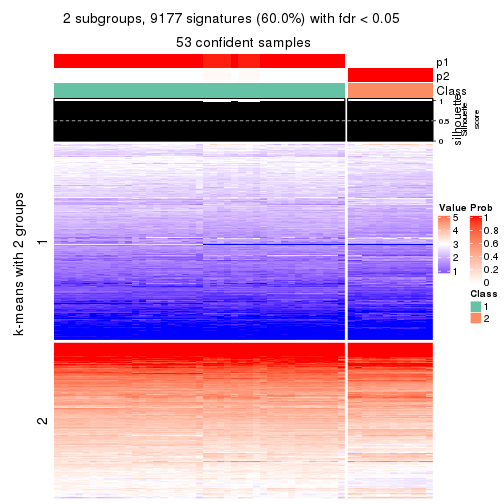 2 subgroups, 9177 signatures (60.0%) with fdr < 0.05
53 confident samples
p1
p2
Class
1
0.5
0
silhouette
Silhouette
score
k-means with 2 groups
1
2
Value
5
4
3
2
1
Prob
1
0.8
0.6
0.4
0.2
0
Class
1
2